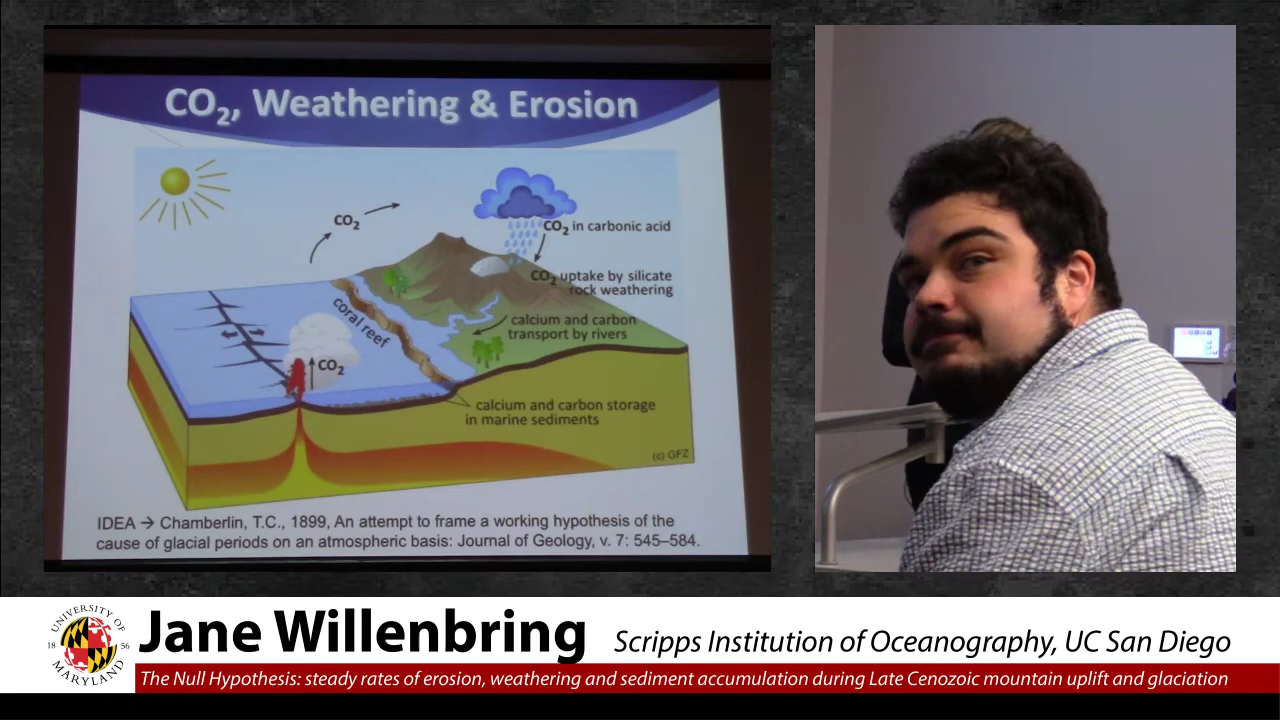 CO2, Weathering & Erosion
CO2
CO2 in carbonic acid
CO2 uptake by silicate
rock weathering
coral reef
calcium and carbon
transport by rivers
CO2
calcium and carbon storage
in marine sediments
(c) GFZ
IDEA → Chamberlin, T.C., 1899, An attempt to frame a working hypothesis of the
cause of glacial periods on an atmospheric basis: Journal of Geology, v. 7: 545–584.
UNIVERSITY OF
18 56
MARYLAND
Jane Willenbring
Scripps Institution of Oceanography, UC San Diego
The Null Hypothesis: steady rates of erosion, weathering and sediment accumulation during Late Cenozoic mountain uplift and glaciation